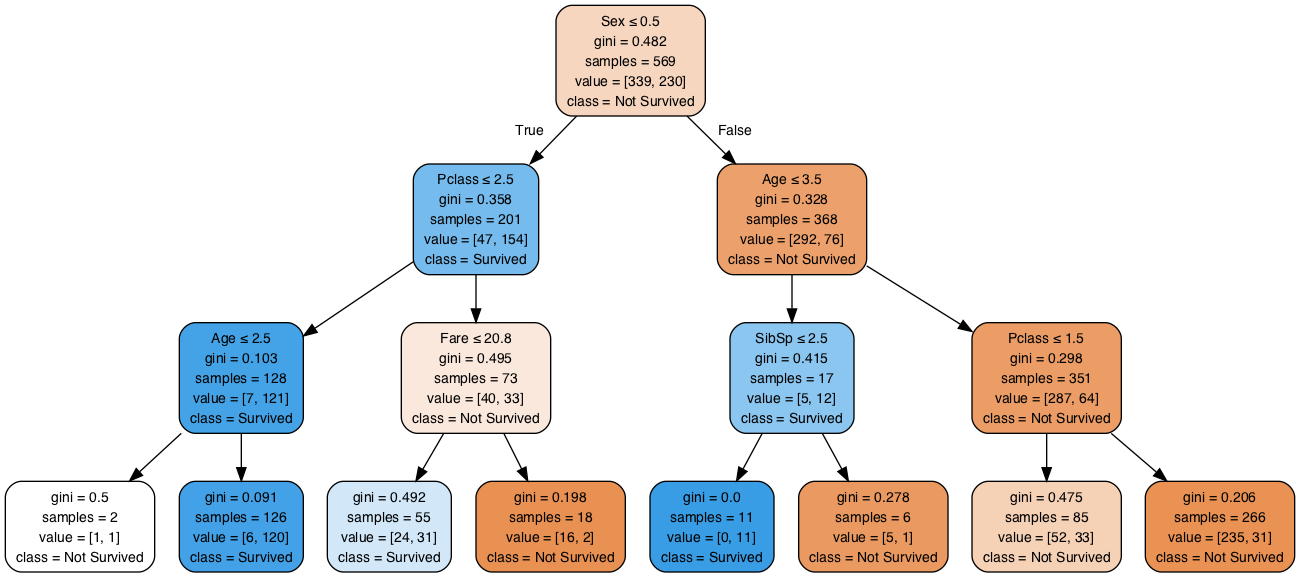 Sex ≤ 0.5
gini = 0.482
samples = 569
value = [339, 230]
class = Not Survived
True
False
Pclass ≤ 2.5
gini = 0.358
samples = 201
value = [47, 154]
class = Survived
Age ≤ 3.5
gini = 0.328
samples = 368
value = [292, 76]
class = Not Survived
Age ≤ 2.5
gini = 0.103
samples = 128
value = [7, 121]
class = Survived
Fare ≤ 20.8
gini = 0.495
samples = 73
value = [40, 33]
class = Not Survived
SibSp ≤ 2.5
gini = 0.415
samples = 17
value = [5, 12]
class = Survived
Pclass ≤ 1.5
gini = 0.298
samples = 351
value = [287, 64]
class = Not Survived
gini = 0.5
samples = 2
value = [1, 1]
class = Not Survived
gini = 0.091
samples = 126
value = [6, 120]
class = Survived
gini = 0.492
samples = 55
value = [24, 31]
class = Survived
gini = 0.198
samples = 18
value = [16, 2]
class = Not Survived
gini = 0.0
samples = 11
value = [0, 11]
class = Survived
gini = 0.278
samples = 6
value = [5, 1]
class = Not Survived
gini = 0.475
samples = 85
value = [52, 33]
class = Not Survived
gini = 0.206
samples = 266
value = [235, 31]
class = Not Survived